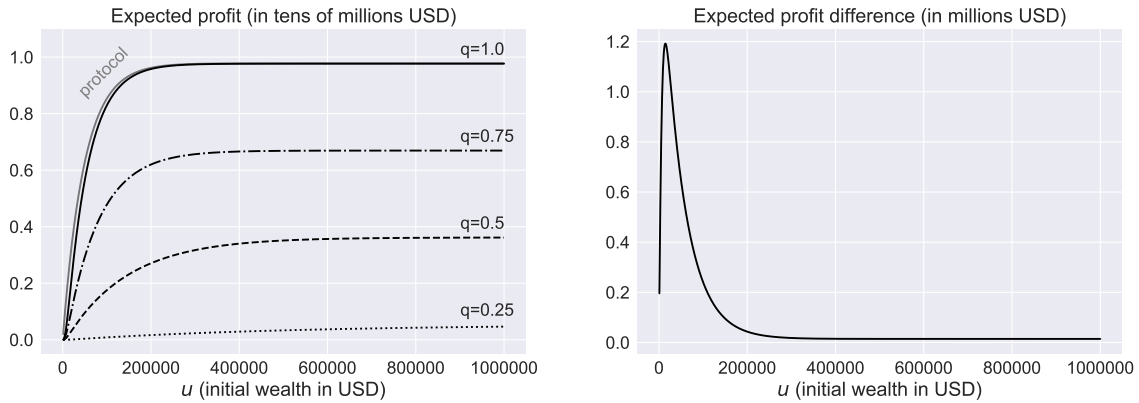 Expected profit (in tens of millions USD)
1.0
0.8
0.6
0.4
0.2
0.0
protocol
q=1.0
q=0.75
q=0.5
q=0.25
0 200000 400000 600000 800000 1000000
u (initial wealth in USD)
Expected profit difference (in millions USD)
1.2
1.0
0.8
0.6
0.4
0.2
0.0
0 200000 400000 600000 800000 1000000
u (initial wealth in USD)